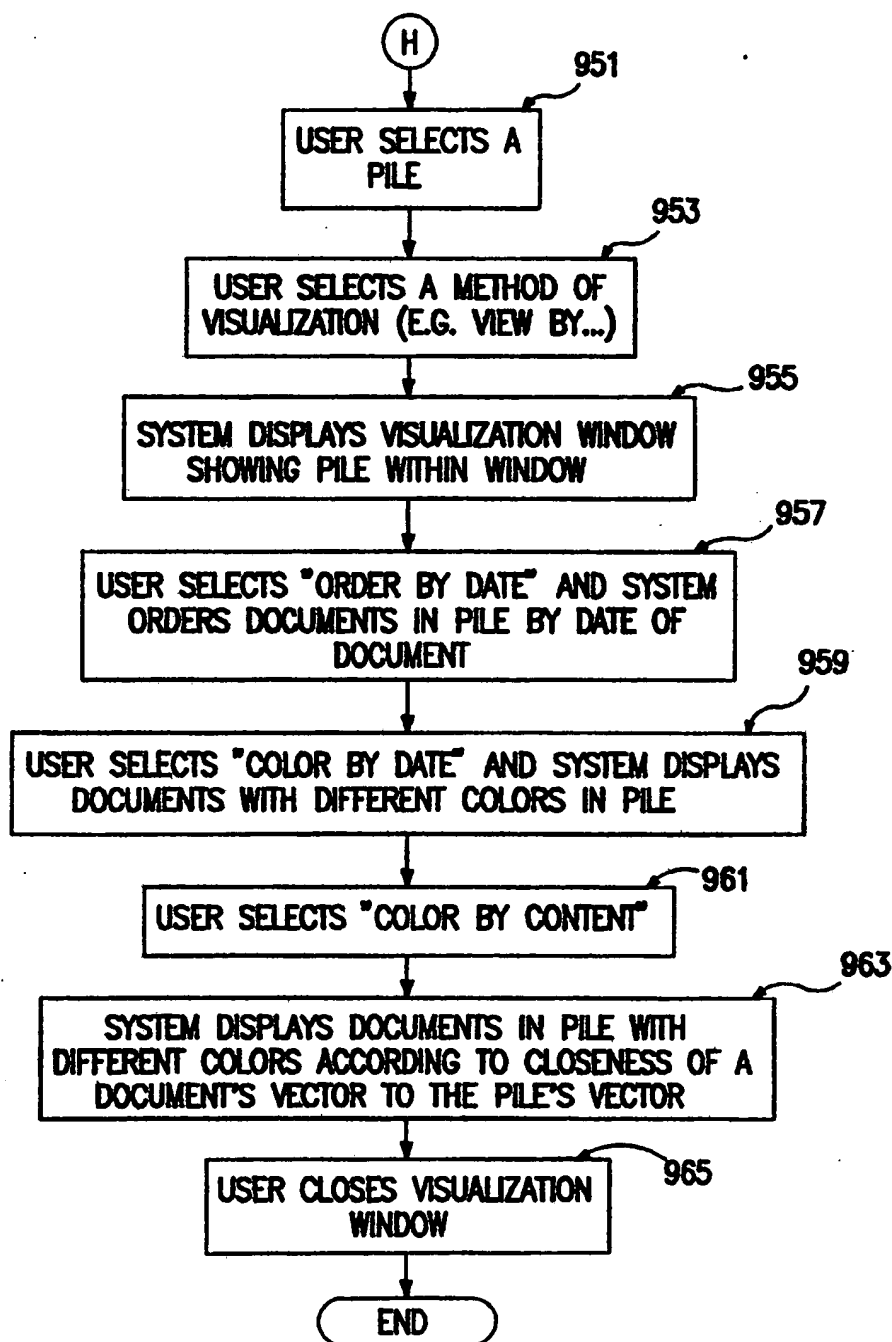 H
951
USER SELECTS A
PILE
953
USER SELECTS A METHOD OF
VISUALIZATION (E.G. VIEW BY...)
955
SYSTEM DISPLAYS VISUALIZATION WINDOW
SHOWING PILE WITHIN WINDOW
957
USER SELECTS "ORDER BY DATE" AND SYSTEM
ORDERS DOCUMENTS IN PILE BY DATE OF
DOCUMENT
959
USER SELECTS "COLOR BY DATE" AND SYSTEM DISPLAYS
DOCUMENTS WITH DIFFERENT COLORS IN PILE
961
USER SELECTS "COLOR BY CONTENT"
963
SYSTEM DISPLAYS DOCUMENTS IN PILE WITH
DIFFERENT COLORS ACCORDING TO CLOSENESS OF A
DOCUMENT'S VECTOR TO THE PILE'S VECTOR
965
USER CLOSES VISUALIZATION
WINDOW
END